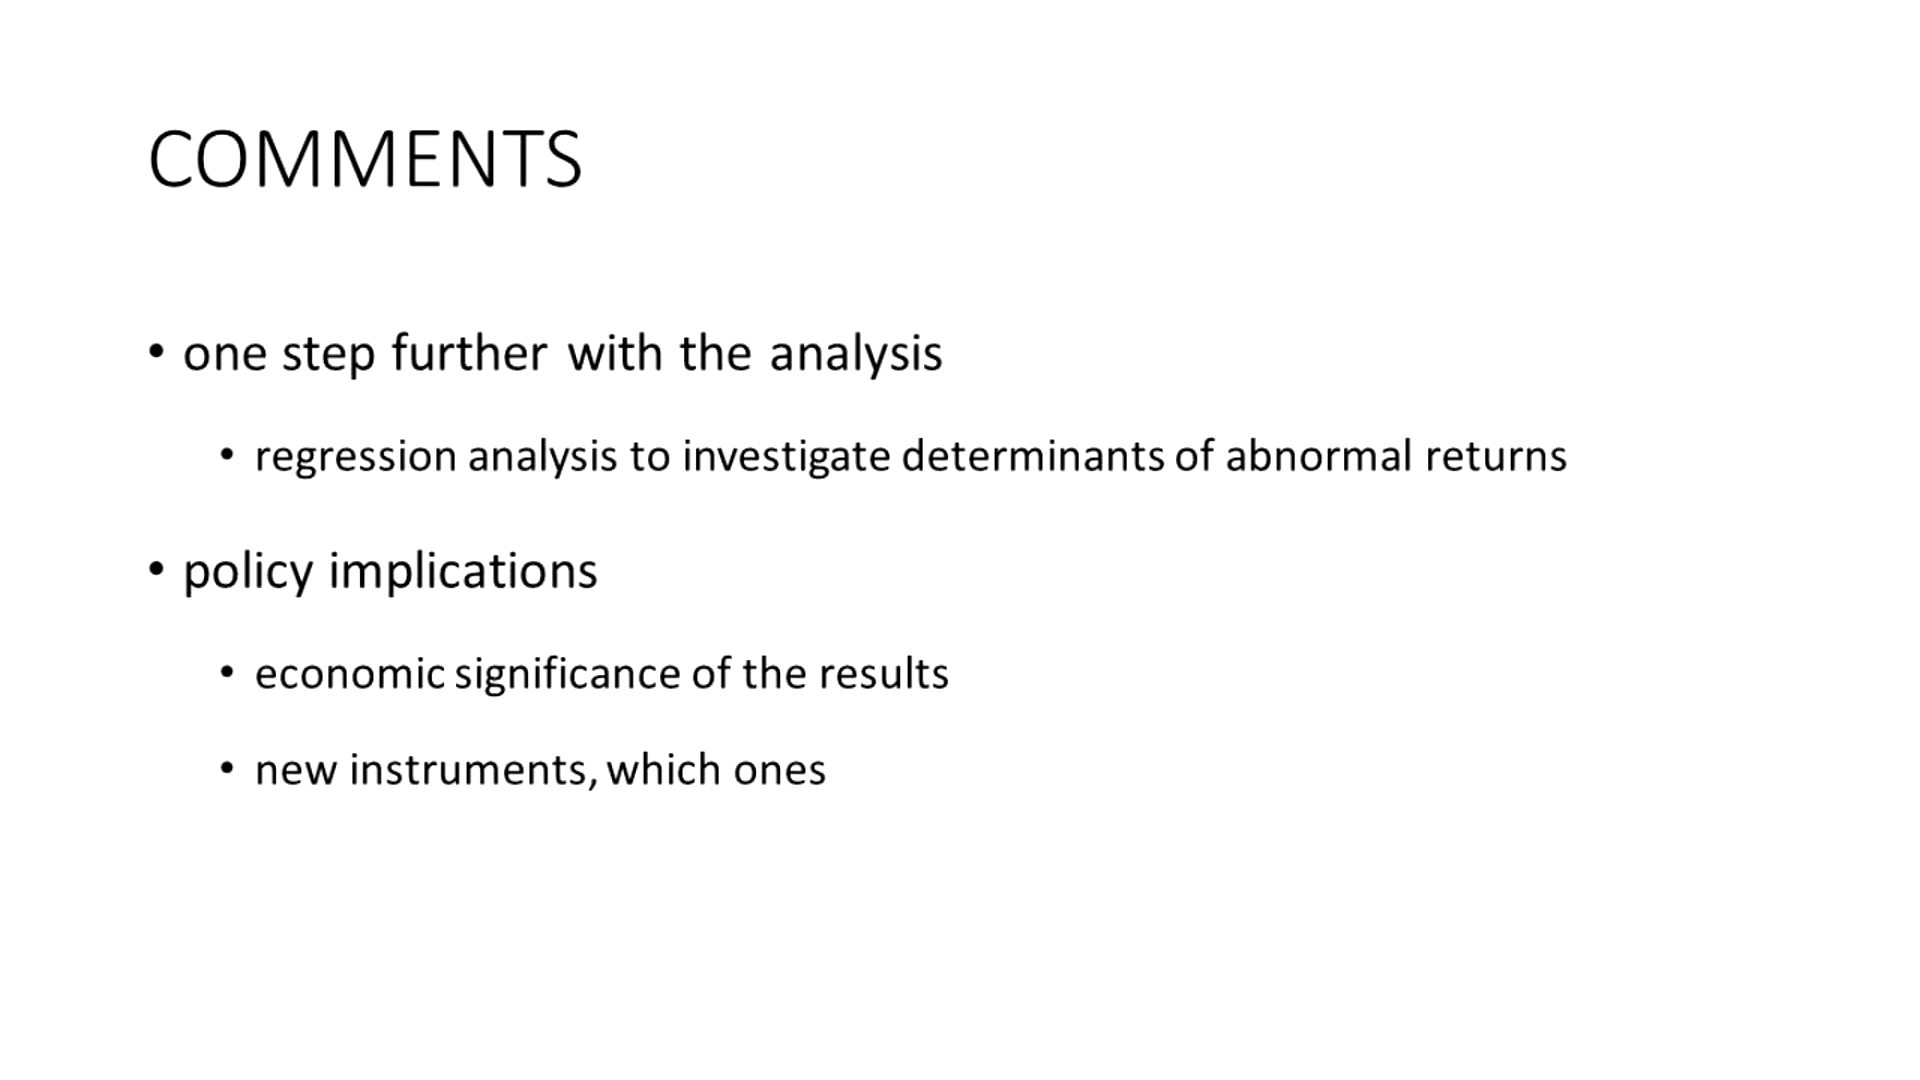 COMMENTS
• one step further with the analysis
• regression analysis to investigate determinants of abnormal returns
• policy implications
• economic significance of the results
• new instruments, which ones